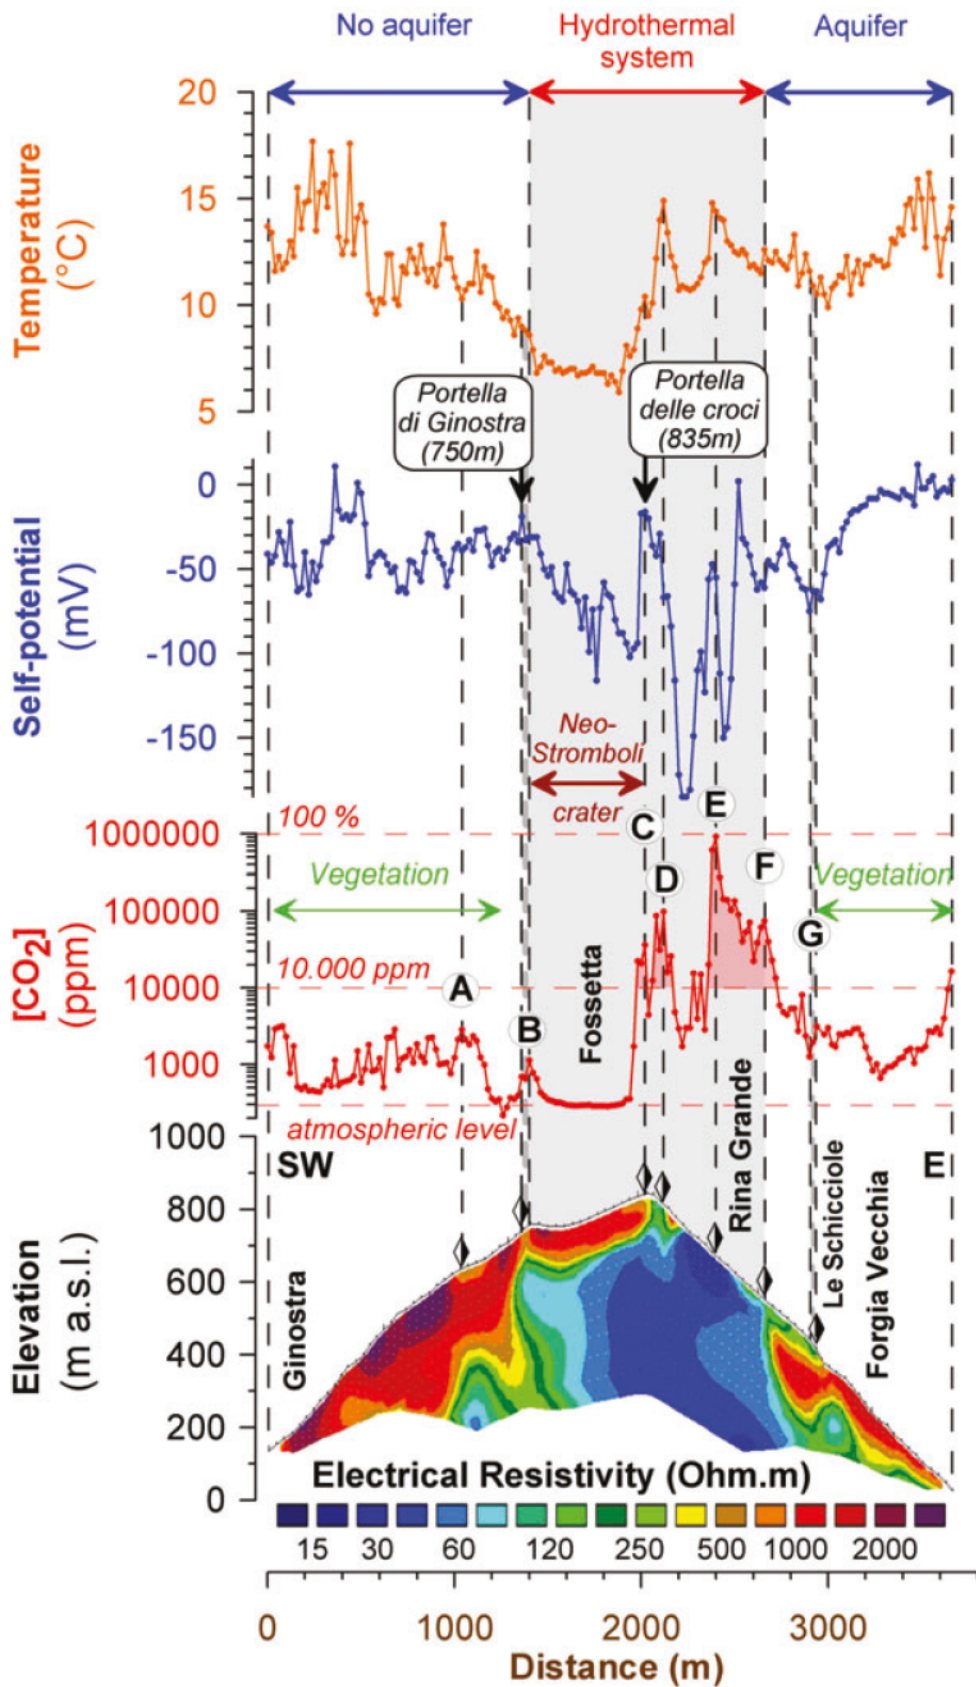 No aquifer
Hydrothermal
system
Aquifer
Temperature
(°C)
20
15
10
5
Portella
di Ginostra
(750m)
Portella
delle croci
(835m)
Self-potential
(mV)
0
-50
-100
-150
Neo-
Stromboli
crater
[CO2]
(ppm)
1000000
100000
10000
1000
100 %
Vegetation
10.000 ppm
atmospheric level
A
B
C
D
E
F
G
Vegetation
Fossetta
Rina Grande
Le Schicciole
Forgia Vecchia
Ginostra
SW
E
Elevation
(m a.s.l.)
1000
800
600
400
200
0
Electrical Resistivity (Ohm.m)
15 30 60 120 250 500 1000 2000
0 1000 2000 3000
Distance (m)